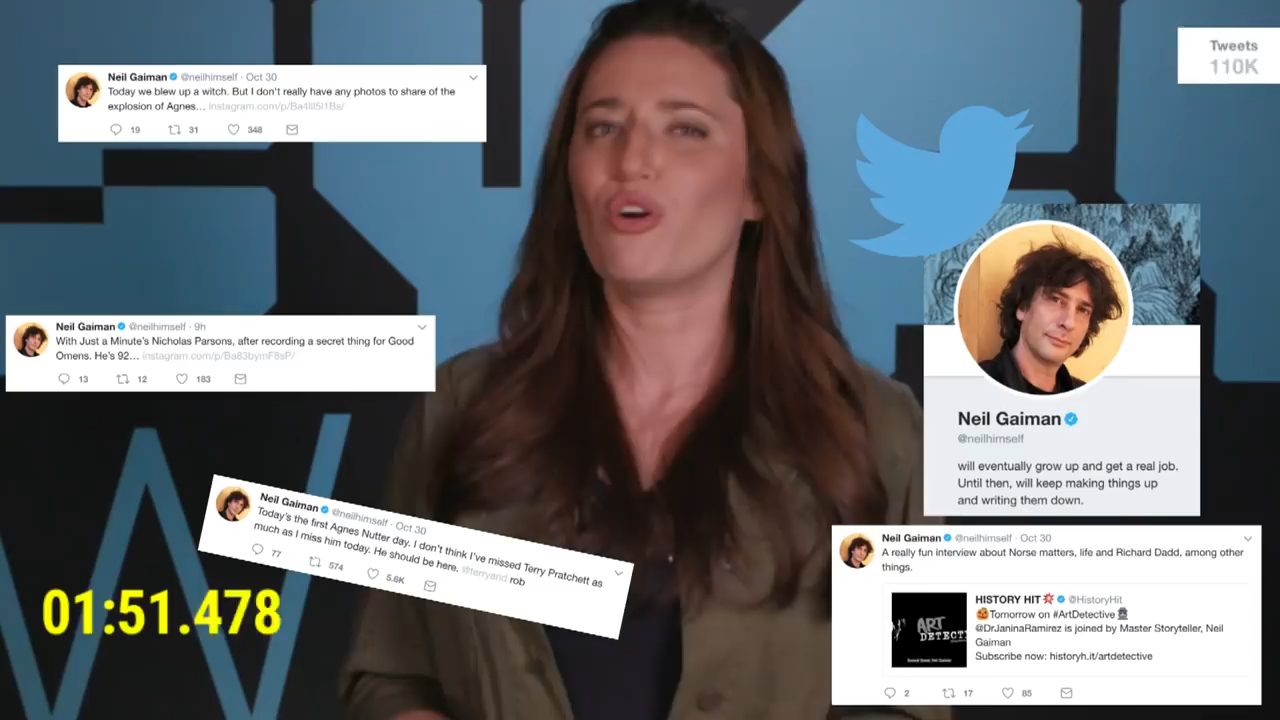 Neil Gaiman @neilhimself · Oct 30
Today we blew up a witch. But I don't really have any photos to share of the
explosion of Agnes...
19 31 348
Tweets
110K
Neil Gaiman @neilhimself · 9h
With Just a Minute's Nicholas Parsons, after recording a secret thing for Good
Omens. He's 92... instagram.com/p/Ba83bymF8sP/
13 12 183
Neil Gaiman
@neilhimself
will eventually grow up and get a real job.
Until then, will keep making things up
and writing them down.
Neil Gaiman @neilhimself · Oct 30
Today's the first Agnes Nutter day. I don't think I've missed Terry Pratchett as
much as I miss him today. He should be here. @terryand rob
77 574 5.6K
01:51.478
Neil Gaiman @neilhimself · Oct 30
A really fun interview about Norse matters, life and Richard Dadd, among other
things.
HISTORY HIT @HistoryHit
Tomorrow on #ArtDetective
@DrJaninaRamirez is joined by Master Storyteller, Neil
Gaiman
Subscribe now: historyh.it/artdetective
ART
DETECTI
2 17 85